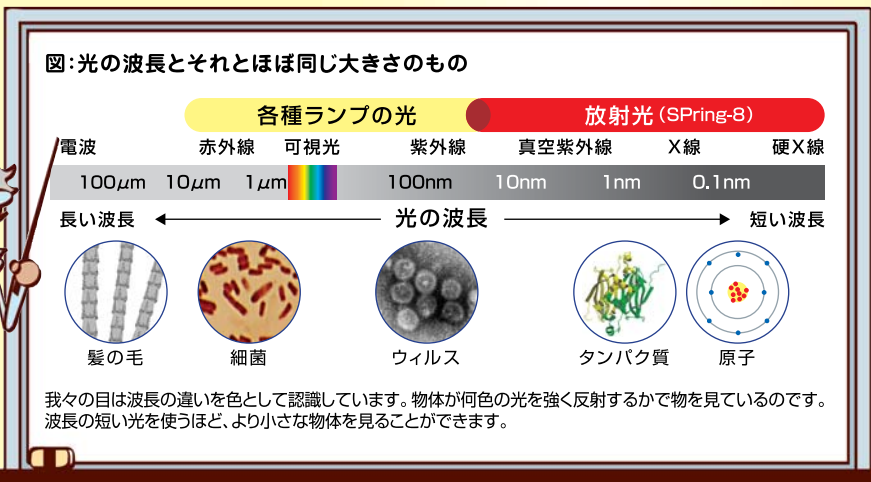 図:光の波長とそれとほぼ同じ大きさのもの
各種ランプの光 放射光(SPring-8)
電波 赤外線 可視光 紫外線 真空紫外線 X線 硬X線
100μm 10μm 1μm 100nm 10nm 1nm 0.1nm
長い波長 光の波長 短い波長
髪の毛 細菌 ウィルス タンパク質 原子
我々の目は波長の違いを色として認識しています。物体が何色の光を強く反射するかで物を見ているのです。
波長の短い光を使うほど、より小さな物体を見ることができます。